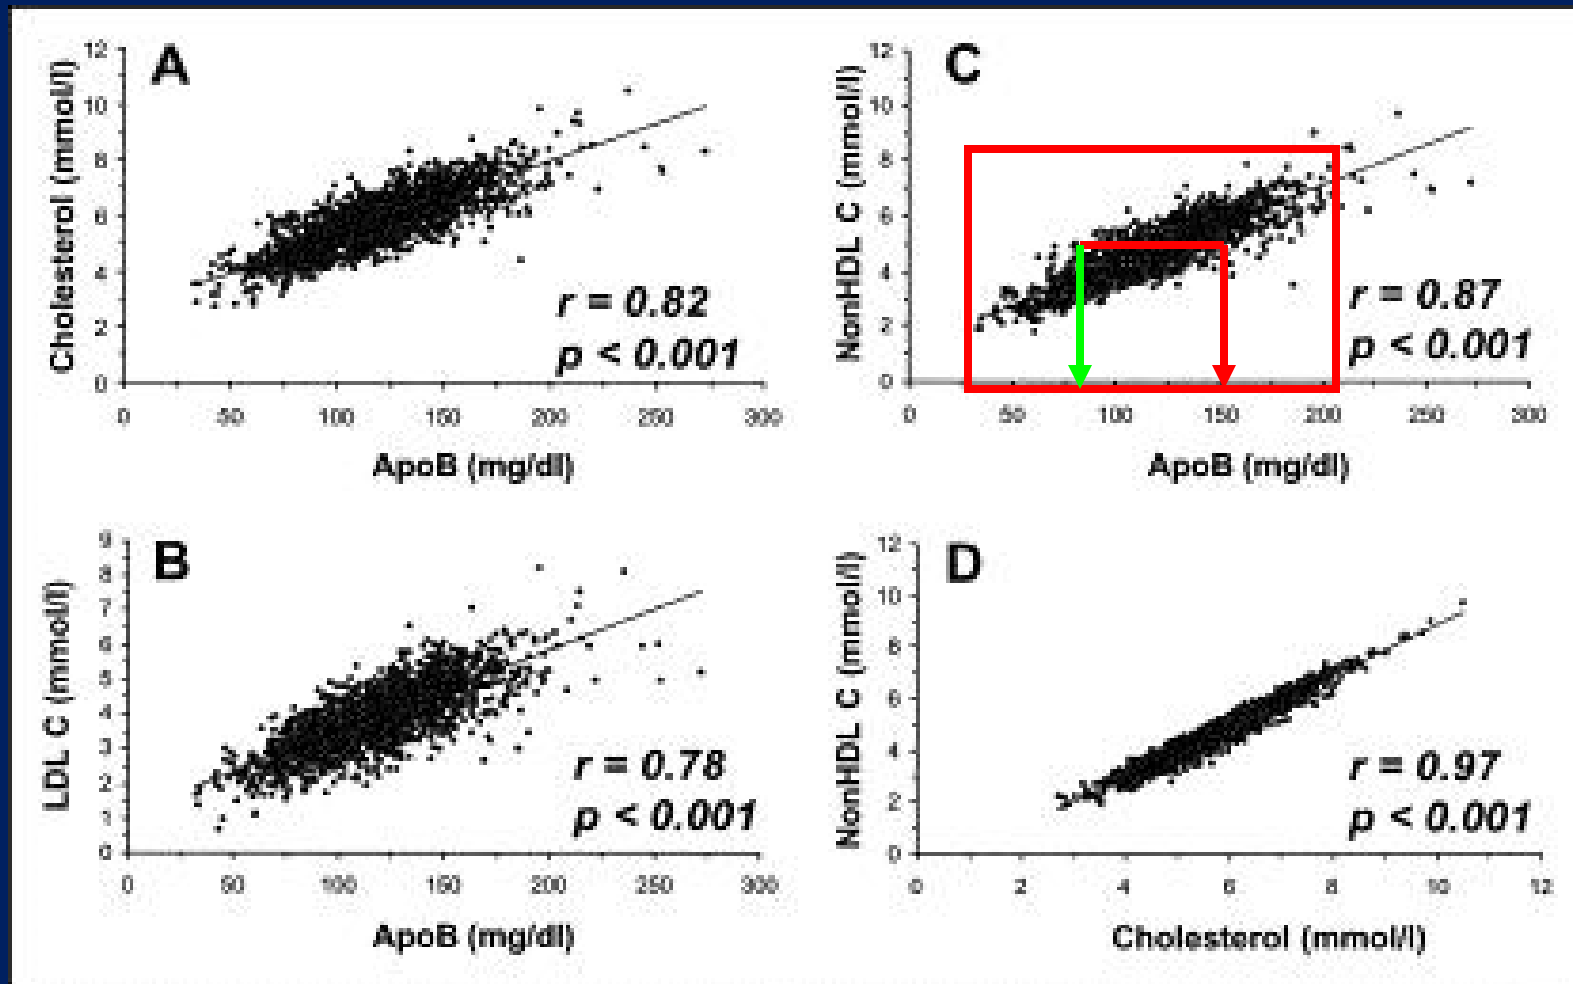 A
Cholesterol (mmol/l)
12
10
8
6
4
2
0
r = 0.82
p < 0.001
0 50 100 150 200 250 300
ApoB (mg/dl)
C
NonHDL C (mmol/l)
12
10
8
6
4
2
0
r = 0.87
p < 0.001
0 50 100 150 200 250 300
ApoB (mg/dl)
B
LDL C (mmol/l)
9
8
7
6
5
4
3
2
1
0
r = 0.78
p < 0.001
0 50 100 150 200 250 300
ApoB (mg/dl)
D
NonHDL C (mmol/l)
12
10
8
6
4
2
0
r = 0.97
p < 0.001
0 2 4 6 8 10 12
Cholesterol (mmol/l)